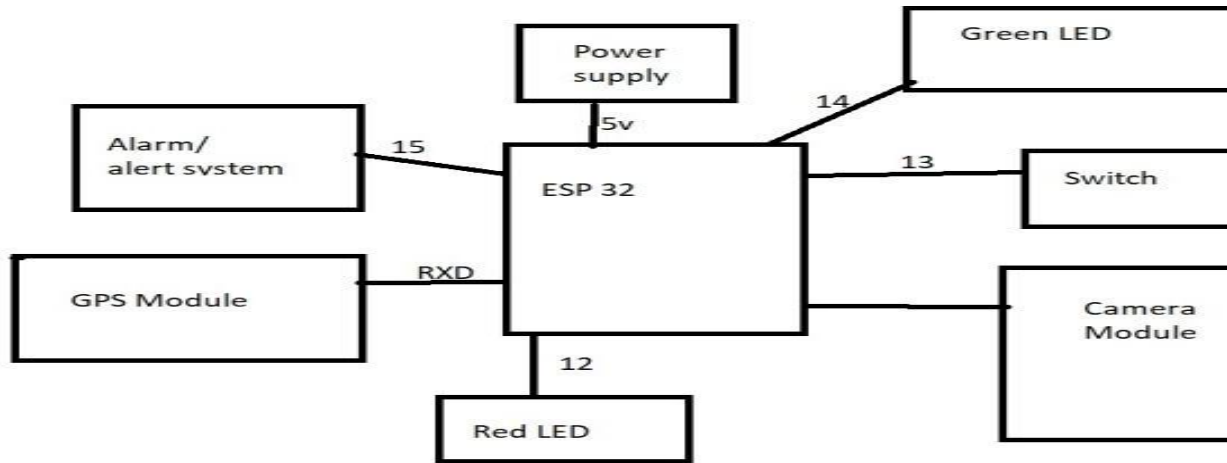 Power
supply
Green LED
14
5v
Alarm/
alert system
15
13
Switch
ESP 32
RXD
GPS Module
Camera
Module
12
Red LED